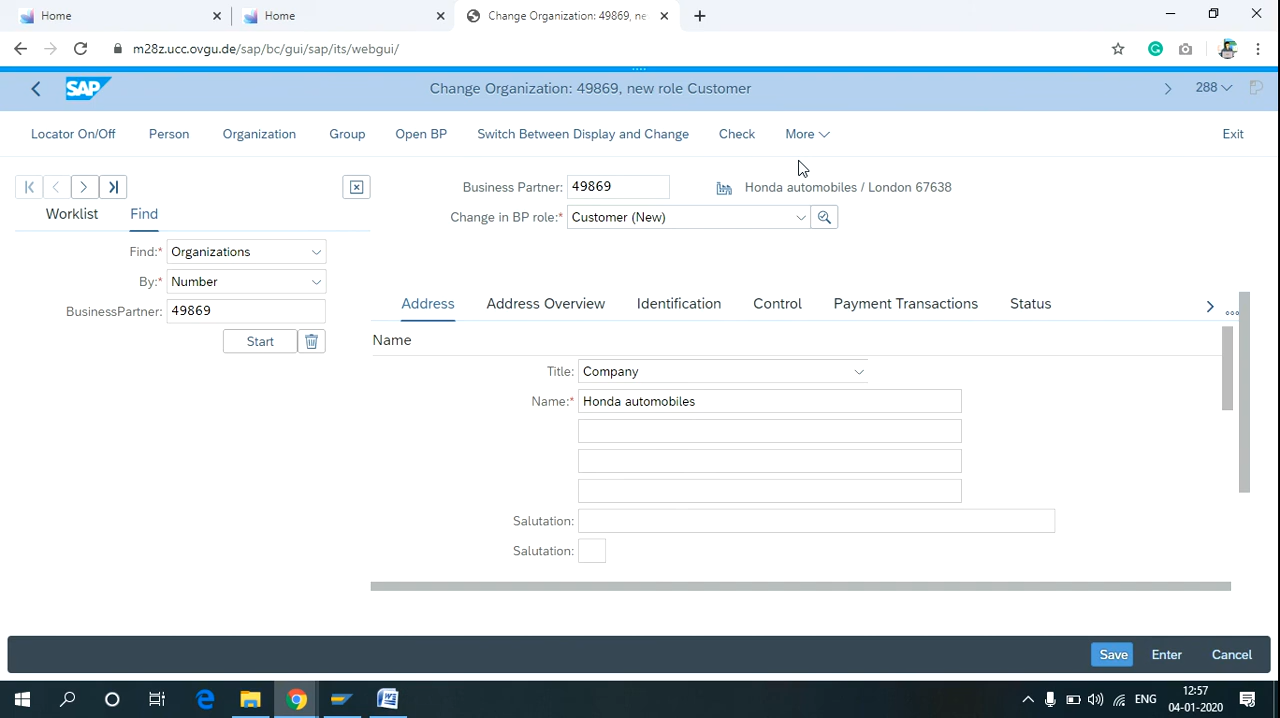 Home
Home
Change Organization: 49869, ne
m28z.ucc.ovgu.de/sap/bc/gui/sap/its/webgui/
SAP
Change Organization: 49869, new role Customer
288
Locator On/Off
Person
Organization
Group
Open BP
Switch Between Display and Change
Check
More
Exit
Business Partner: 49869
Honda automobiles / London 67638
Worklist
Find
Change in BP role:* Customer (New)
Find:* Organizations
By:* Number
BusinessPartner: 49869
Start
Address
Address Overview
Identification
Control
Payment Transactions
Status
Name
Title: Company
Name:* Honda automobiles
Salutation:
Salutation:
Save
Enter
Cancel
ENG
12:57
04-01-2020